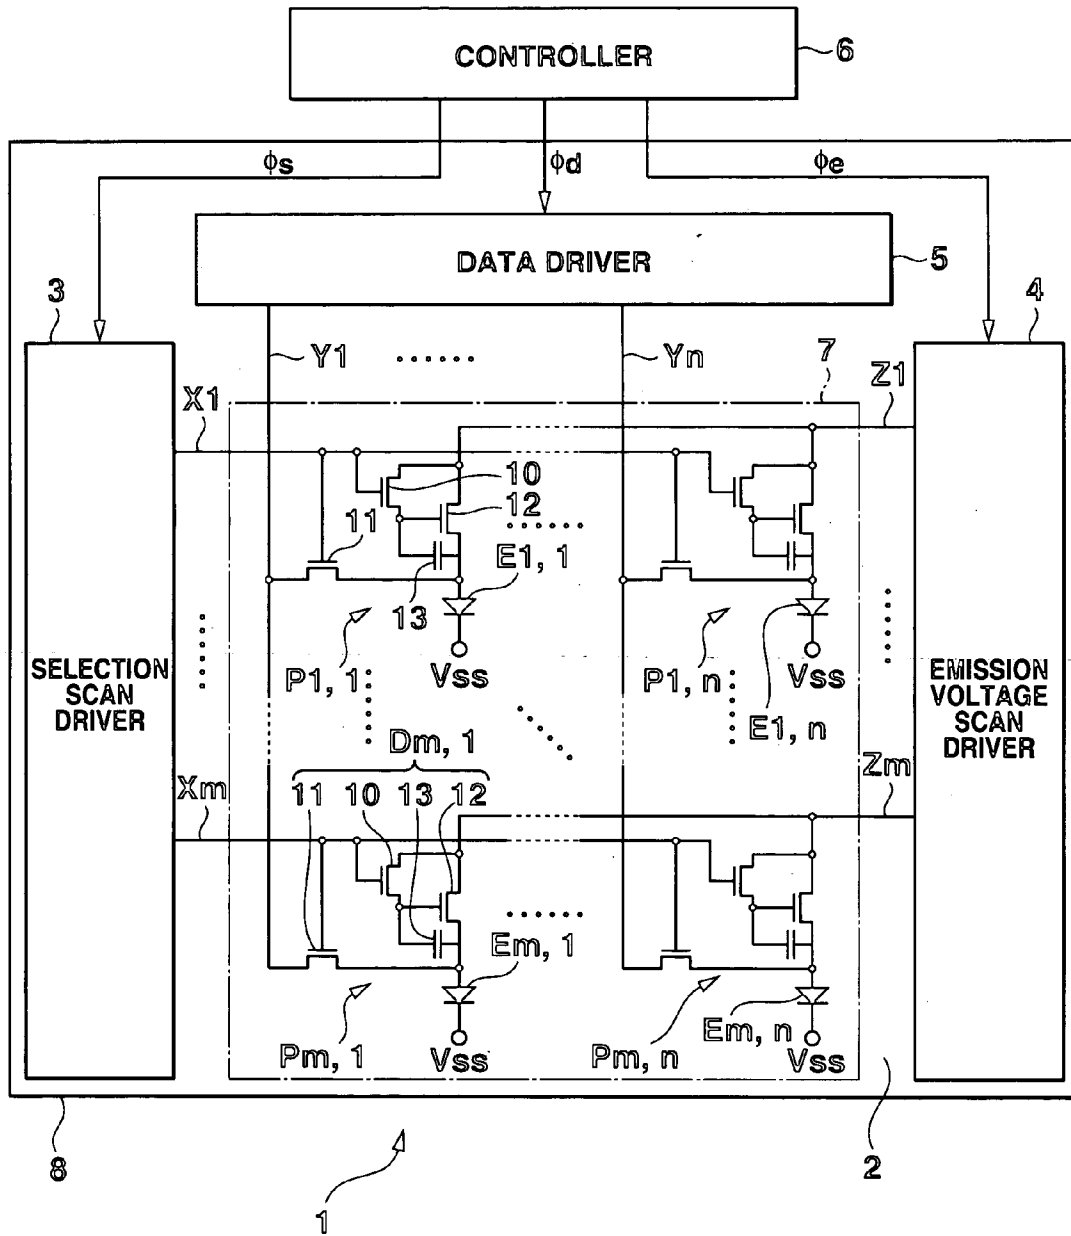 CONTROLLER
6
ϕs
ϕd
ϕe
DATA DRIVER
5
3
4
Y1
Yn
7
X1
Z1
10
12
11
E1, 1
13
P1, 1
VSS
P1, n
VSS
E1, n
SELECTION
SCAN
DRIVER
EMISSION
VOLTAGE
SCAN
DRIVER
Dm, 1
Xm
11 10 13 12
Zm
Em, 1
Em, n
Pm, 1
VSS
Pm, n
VSS
8
2
1